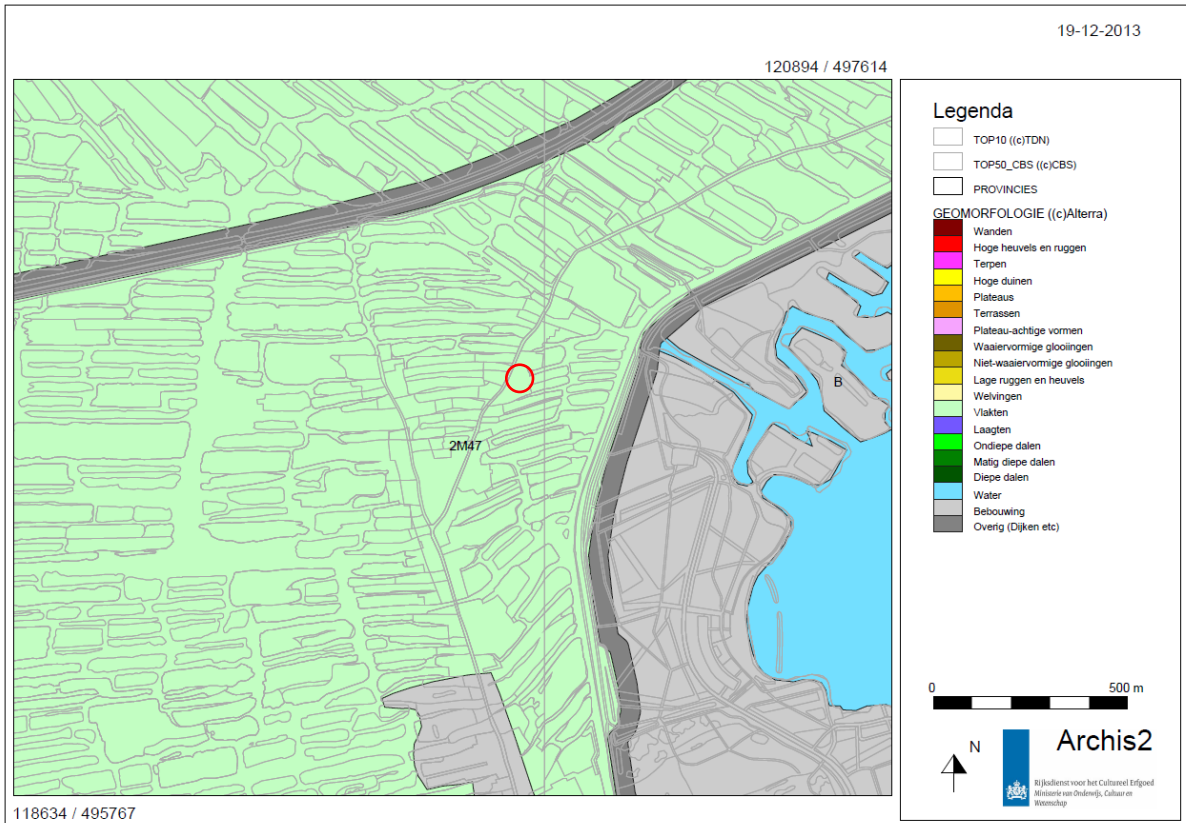 19-12-2013
120894 / 497614
B
2M47
118634 / 495767
Legenda
TOP10 ((c)TDN)
TOP50_CBS ((c)CBS)
PROVINCIES
GEOMORFOLOGIE ((c)Alterra)
Wanden
Hoge heuvels en ruggen
Terpen
Hoge duinen
Plateaus
Terrassen
Plateau-achtige vormen
Waaiervormige glooiingen
Niet-waaiervormige glooiingen
Lage ruggen en heuvels
Welvingen
Vlakten
Laagten
Ondiepe dalen
Matig diepe dalen
Diepe dalen
Water
Bebouwing
Overig (Dijken etc)
0 500 m
N
Archis2
Rijksdienst voor het Cultureel Erfgoed
Ministerie van Onderwijs, Cultuur en
Wetenschap